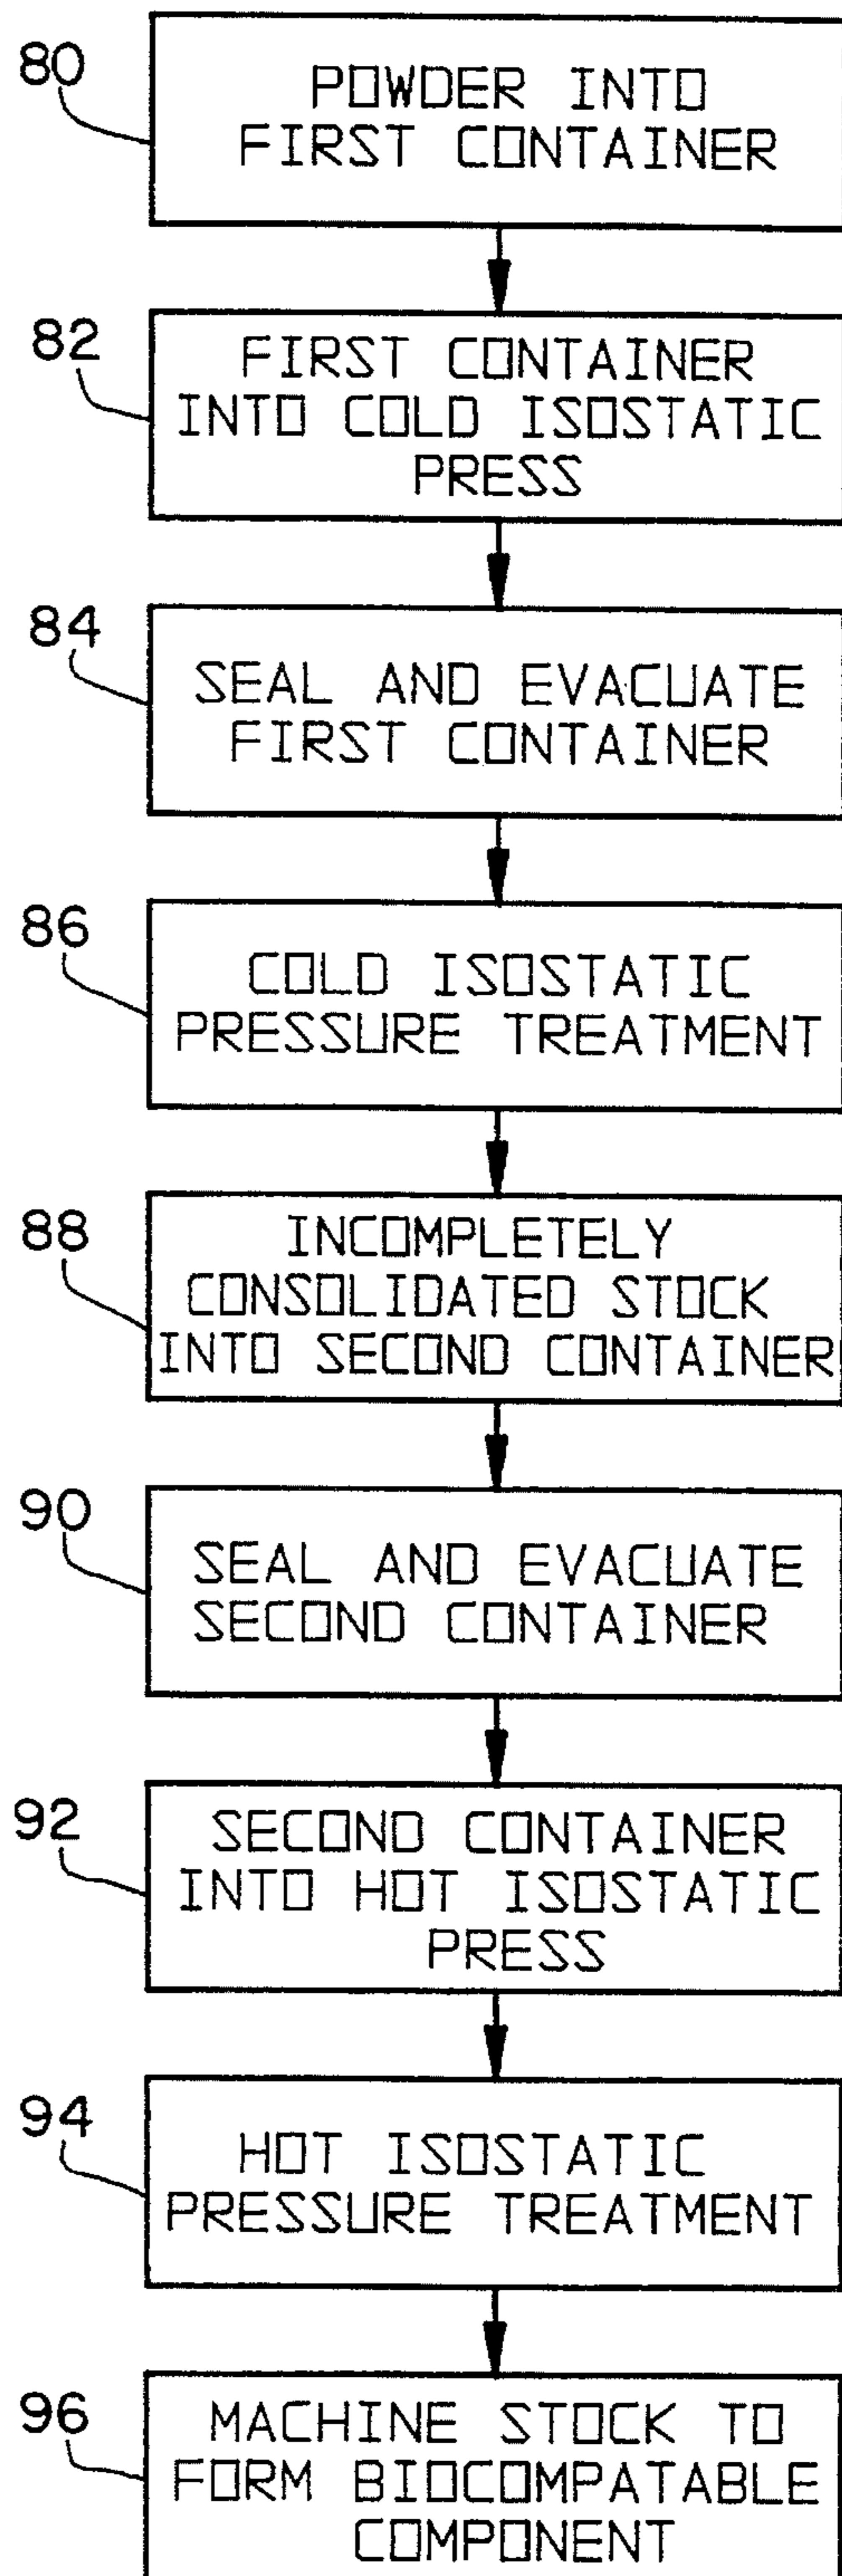 80
POWDER INTO
FIRST CONTAINER
82
FIRST CONTAINER
INTO COLD ISOSTATIC
PRESS
84
SEAL AND EVACUATE
FIRST CONTAINER
86
COLD ISOSTATIC
PRESSURE TREATMENT
88
INCOMPLETELY
CONSOLIDATED STOCK
INTO SECOND CONTAINER
90
SEAL AND EVACUATE
SECOND CONTAINER
92
SECOND CONTAINER
INTO HOT ISOSTATIC
PRESS
94
HOT ISOSTATIC
PRESSURE TREATMENT
96
MACHINE STOCK TO
FORM BIOCOMPATABLE
COMPONENT